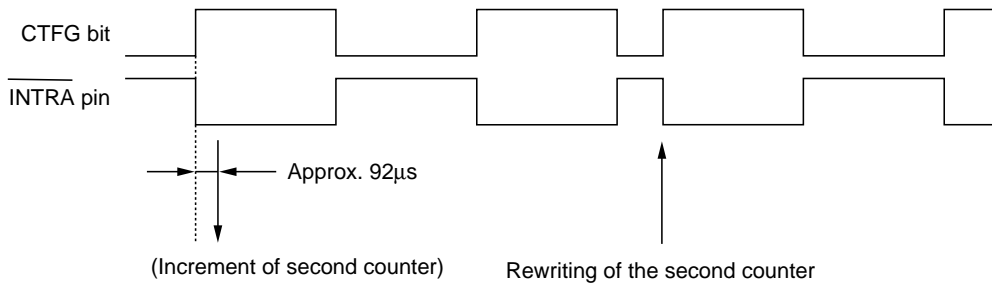 CTFG bit
INTRA pin
Approx. 92μs
(Increment of second counter)
Rewriting of the second counter